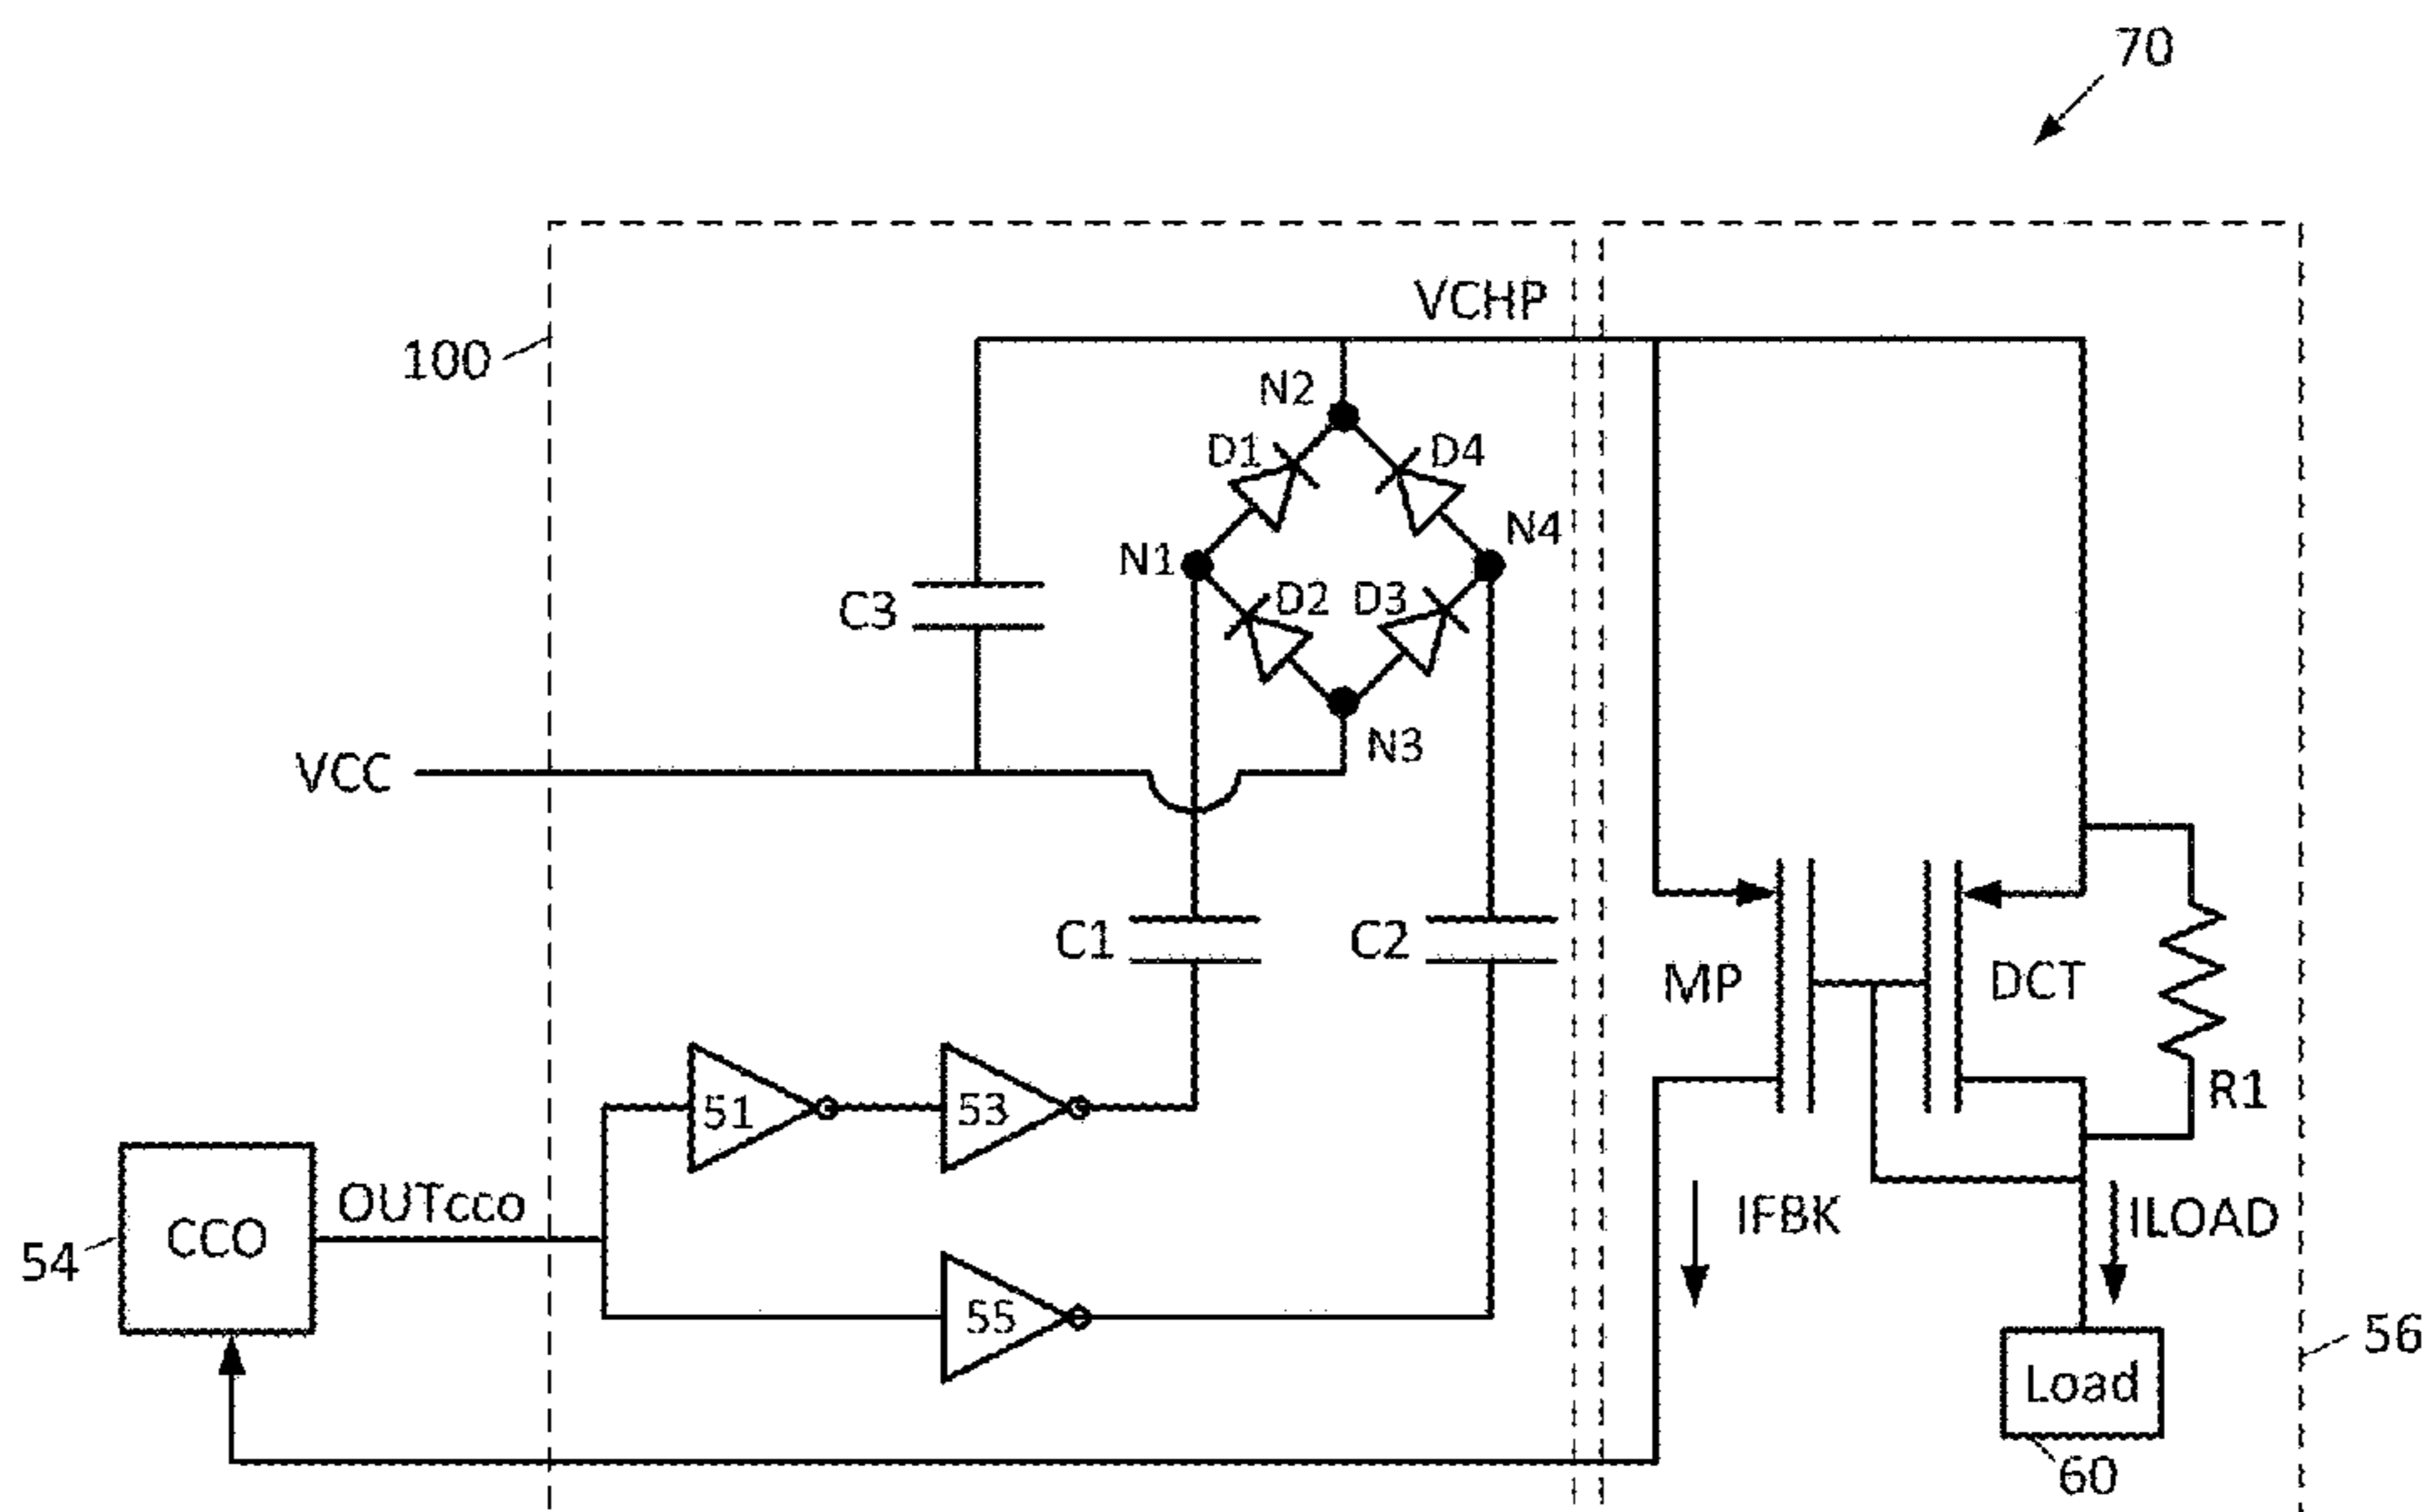 70
VCHP
100
N2
D1
D4
N1
N4
C3
D2
D3
N3
VCC
C1
C2
MP
DCT
51
53
R1
CCO
OUTcco
54
IFBK
ILOAD
55
56
Load
60